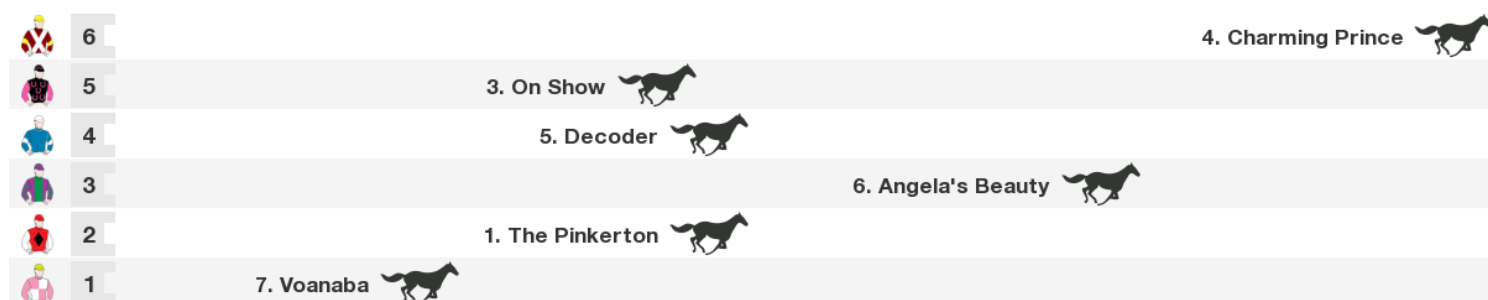 6 4. Charming Prince
5 3. On Show
4 5. Decoder
3 6. Angela's Beauty
2 1. The Pinkerton
1 7. Voanaba